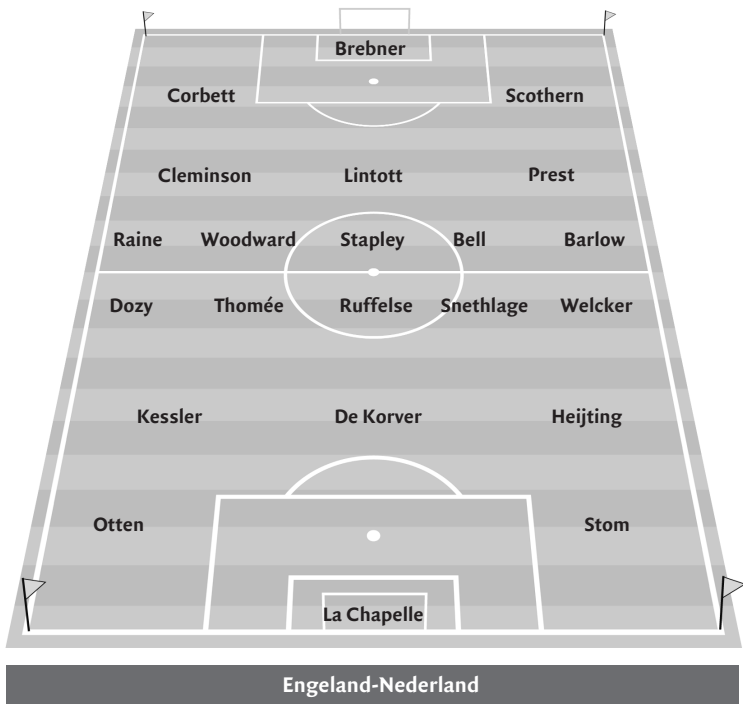 Brebner
Corbett Scothern
Cleminson Lintott Prest
Raine Woodward Stapley Bell Barlow
Dozy Thomée Ruffelse Snethlage Welcker
Kessler De Korver Heijting
Otten Stom
La Chapelle
Engeland-Nederland